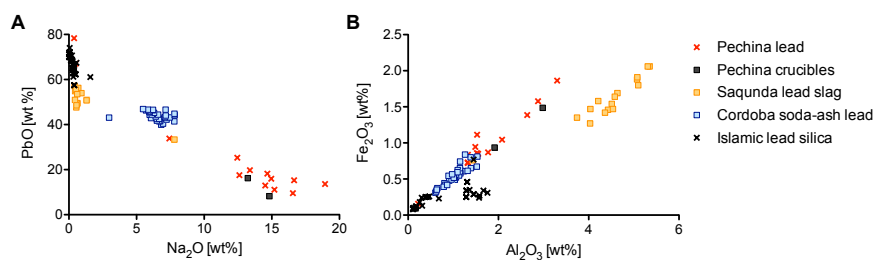 A
PbO [wt %]
80
60
40
20
0
0 5 10 15 20
Na₂O [wt%]
B
Fe₂O₃ [wt%]
2.5
2.0
1.5
1.0
0.5
0.0
0 2 4 6
Al₂O₃ [wt%]
Pechina lead
Pechina crucibles
Saqunda lead slag
Cordoba soda-ash lead
Islamic lead silica